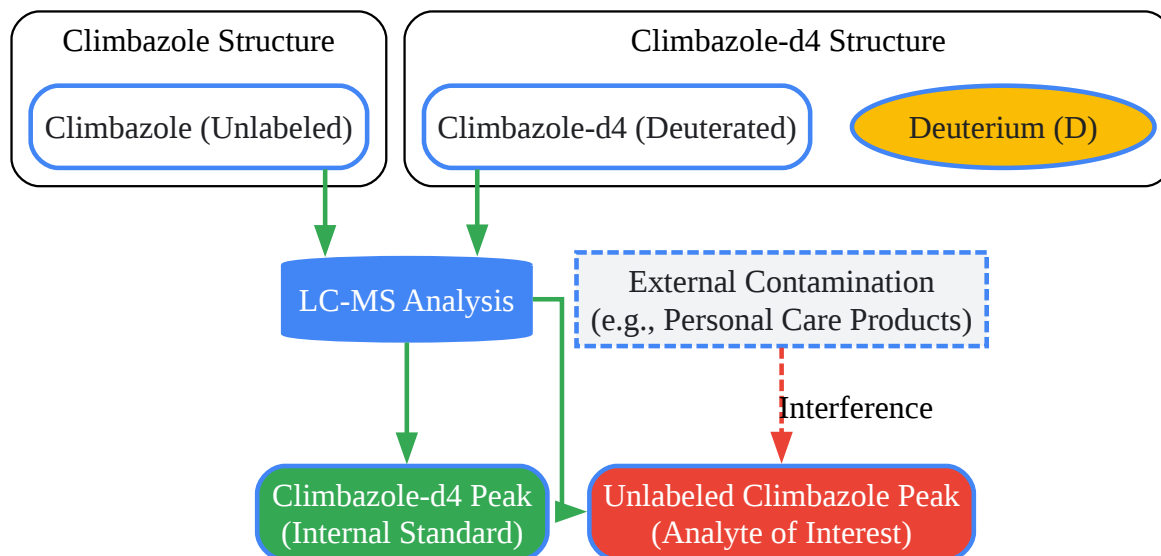 Climbazole Structure
Climbazole-d4 Structure
Climbazole (Unlabeled)
Climbazole-d4 (Deuterated)
Deuterium (D)
LC-MS Analysis
External Contamination
(e.g., Personal Care Products)
Interference
Climbazole-d4 Peak
(Internal Standard)
Unlabeled Climbazole Peak
(Analyte of Interest)